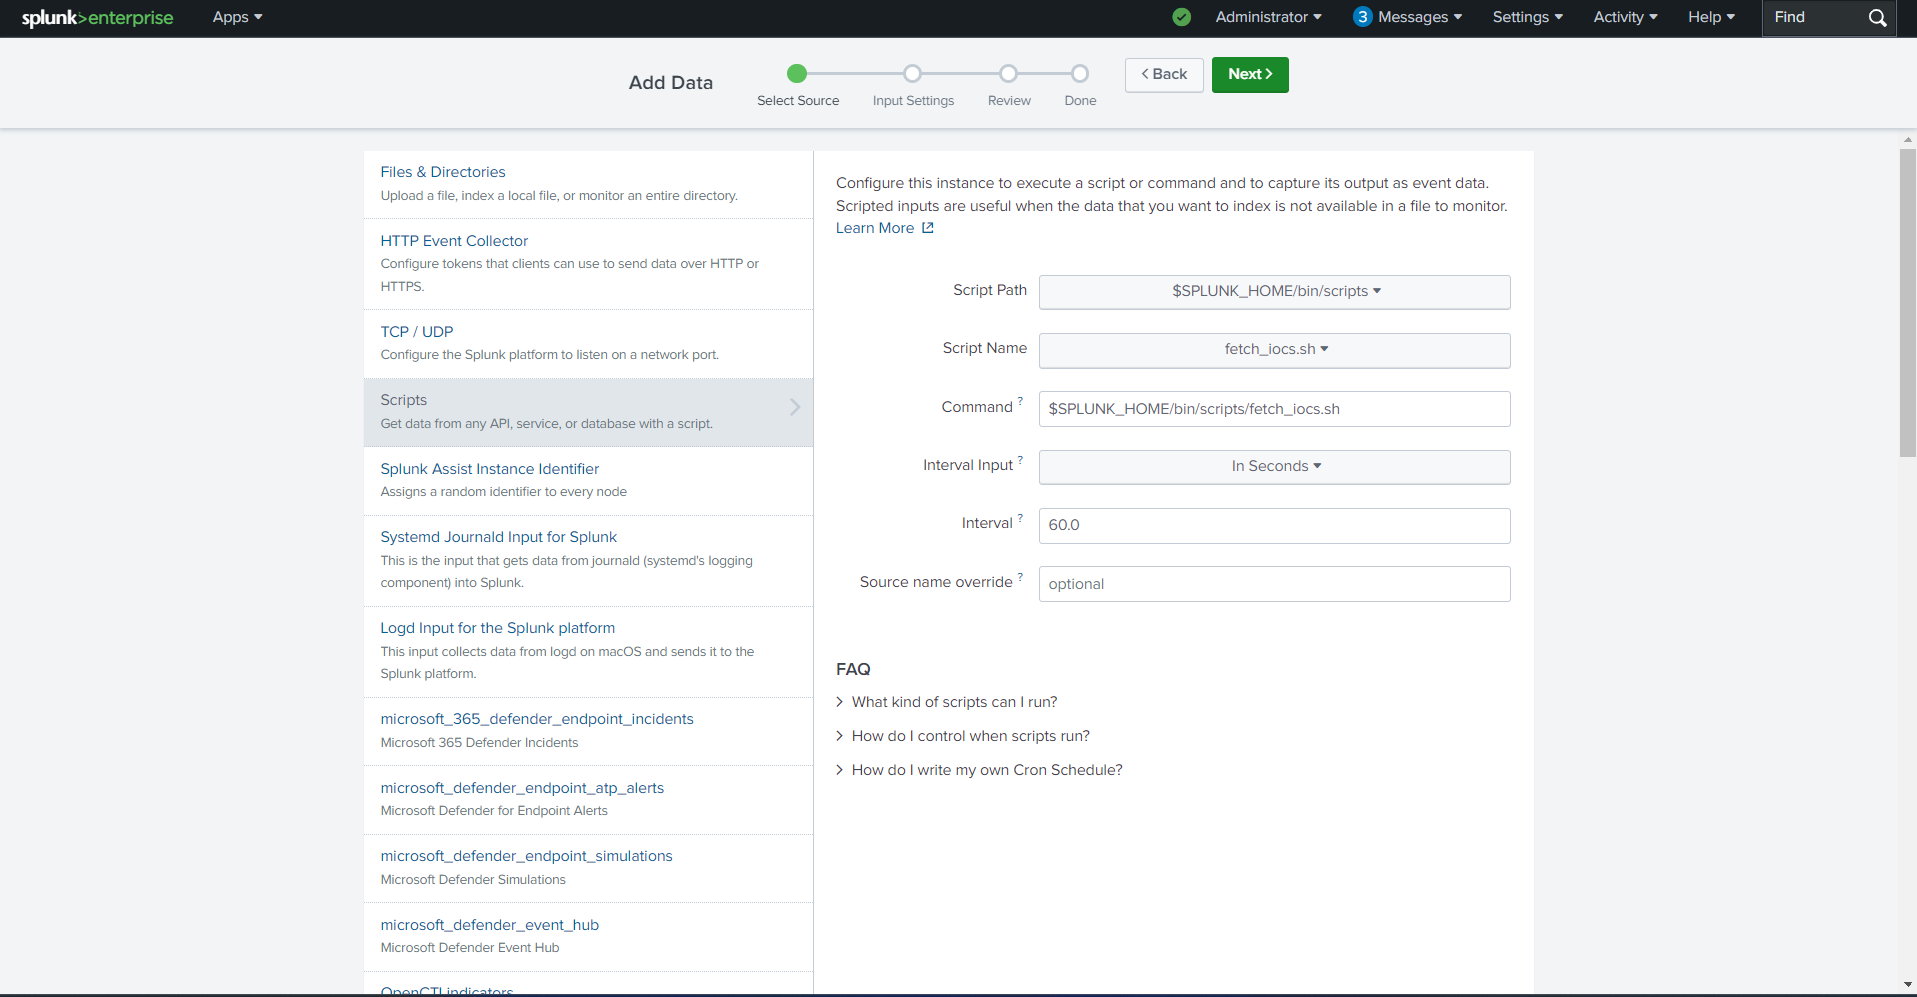 splunk>enterprise
Apps
Administrator
3 Messages
Settings
Activity
Help
Find
Add Data
Select Source
Input Settings
Review
Done
< Back
Next >
Files & Directories
Upload a file, index a local file, or monitor an entire directory.
HTTP Event Collector
Configure tokens that clients can use to send data over HTTP or
HTTPS.
TCP / UDP
Configure the Splunk platform to listen on a network port.
Scripts
Get data from any API, service, or database with a script.
Splunk Assist Instance Identifier
Assigns a random identifier to every node
Systemd Journald Input for Splunk
This is the input that gets data from journald (systemd's logging
component) into Splunk.
Logd Input for the Splunk platform
This input collects data from logd on macOS and sends it to the
Splunk platform.
microsoft_365_defender_endpoint_incidents
Microsoft 365 Defender Incidents
microsoft_defender_endpoint_atp_alerts
Microsoft Defender for Endpoint Alerts
microsoft_defender_endpoint_simulations
Microsoft Defender Simulations
microsoft_defender_event_hub
Microsoft Defender Event Hub
OpenCTI indicators
Configure this instance to execute a script or command and to capture its output as event data.
Scripted inputs are useful when the data that you want to index is not available in a file to monitor.
Learn More
Script Path
$SPLUNK_HOME/bin/scripts
Script Name
fetch_iocs.sh
Command ?
$SPLUNK_HOME/bin/scripts/fetch_iocs.sh
Interval Input ?
In Seconds
Interval ?
60.0
Source name override ?
optional
FAQ
> What kind of scripts can I run?
> How do I control when scripts run?
> How do I write my own Cron Schedule?